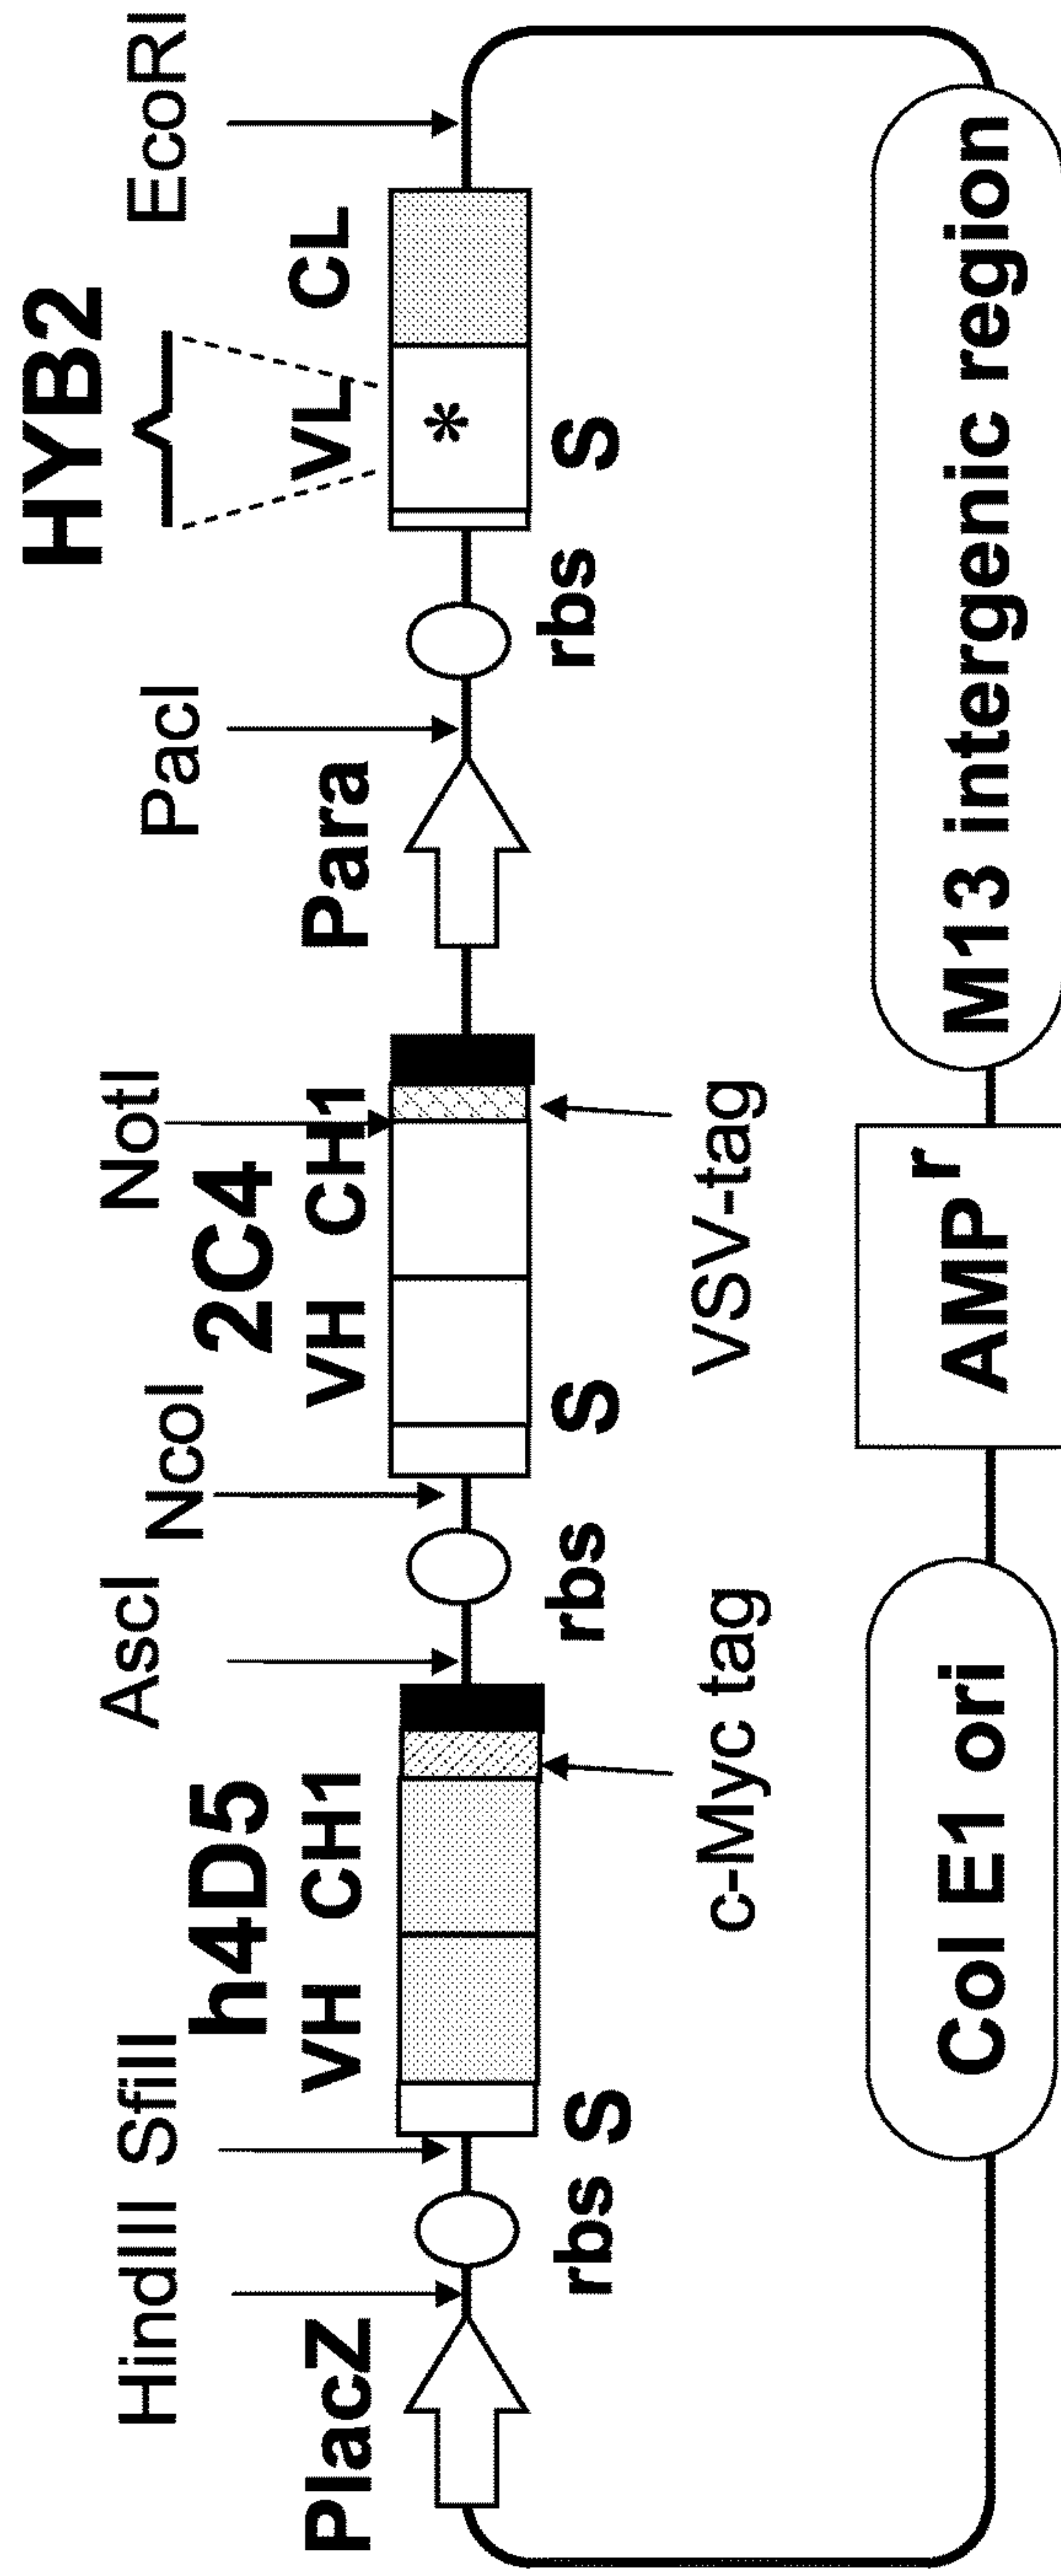 HindIII SfiII AscI NcoI NotI PacI EcoRI
h4D5 2C4 HYB2
PlacZ VH CH1 VH CH1 Para VL CL
*
rbs S rbs S rbs S
c-Myc tag VSV-tag
Col E1 ori AMPʳ M13 intergenic region